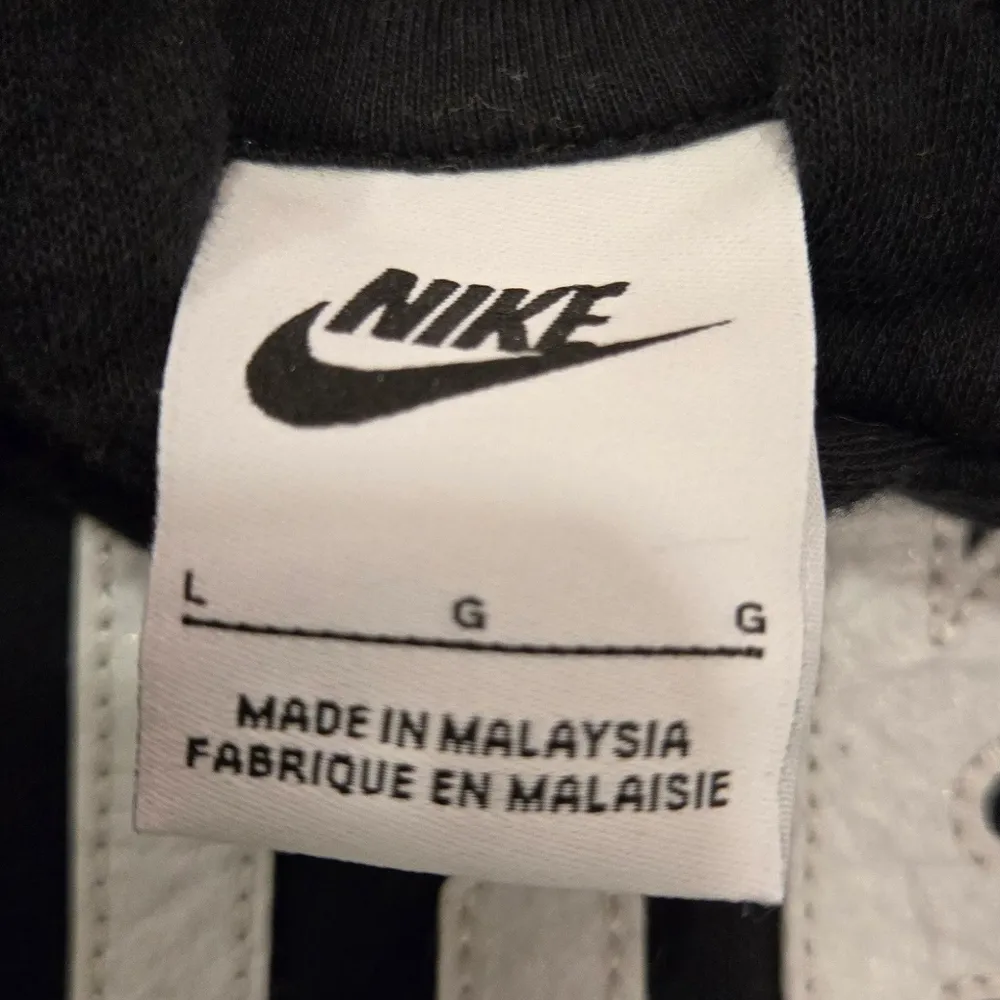 NIKE
L G G
MADE IN MALAYSIA
FABRIQUE EN MALAISIE